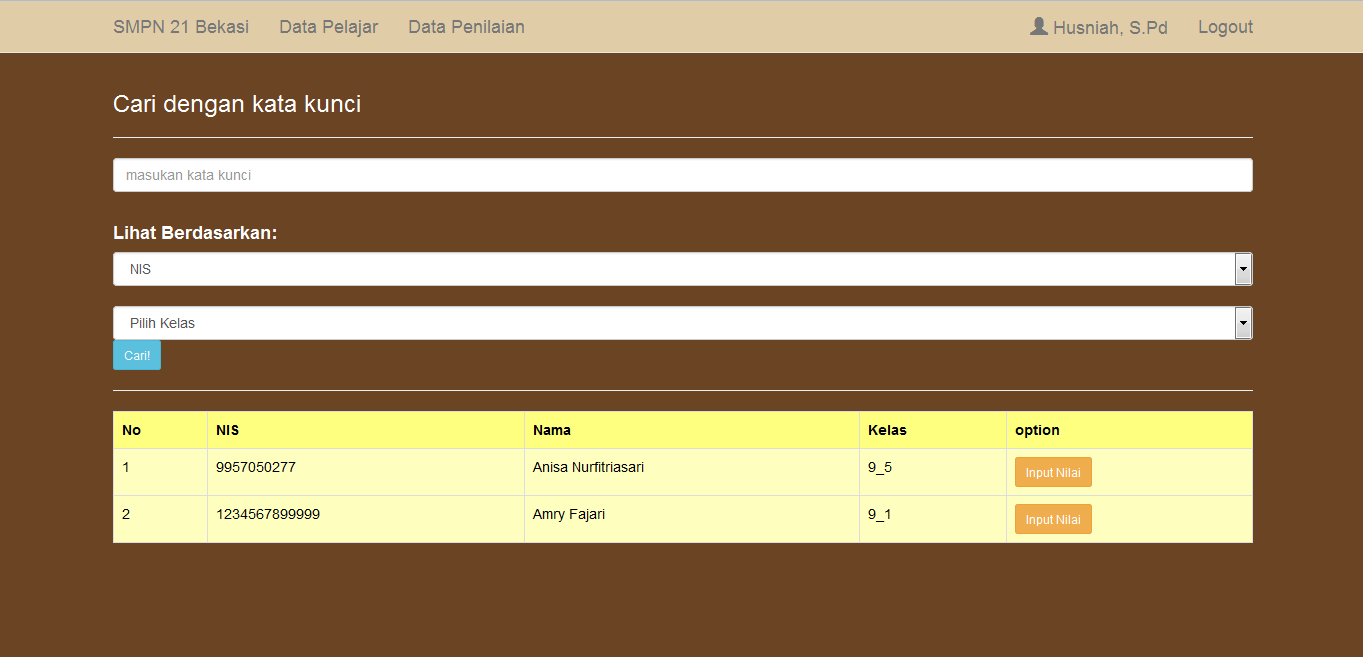 SMPN 21 Bekasi Data Pelajar Data Penilaian Husniah, S.Pd Logout
Cari dengan kata kunci
masukan kata kunci
Lihat Berdasarkan:
NIS
Pilih Kelas
Cari!
No NIS Nama Kelas option
1 9957050277 Anisa Nurfitriasari 9_5 Input Nilai
2 1234567899999 Amry Fajari 9_1 Input Nilai